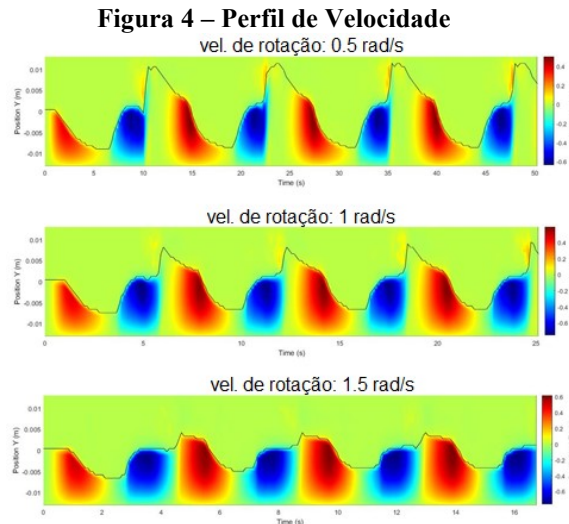 Figura 4 – Perfil de Velocidade
vel. de rotação: 0.5 rad/s
0.01
0.005
0
-0.005
-0.01
Position Y (m)
0 5 10 15 20 25 30 35 40 45 50
Time (s)
0.4
0.2
0
-0.2
-0.4
-0.6
vel. de rotação: 1 rad/s
0.01
0.005
0
-0.005
-0.01
Position Y (m)
5 10 15 20 25
Time (s)
0.4
0.2
0
-0.2
-0.4
-0.6
vel. de rotação: 1.5 rad/s
0.01
0.005
0
-0.005
-0.01
Position Y (m)
0 2 4 6 8 10 12 14 16
Time (s)
0.6
0.4
0.2
0
-0.2
-0.4
-0.6